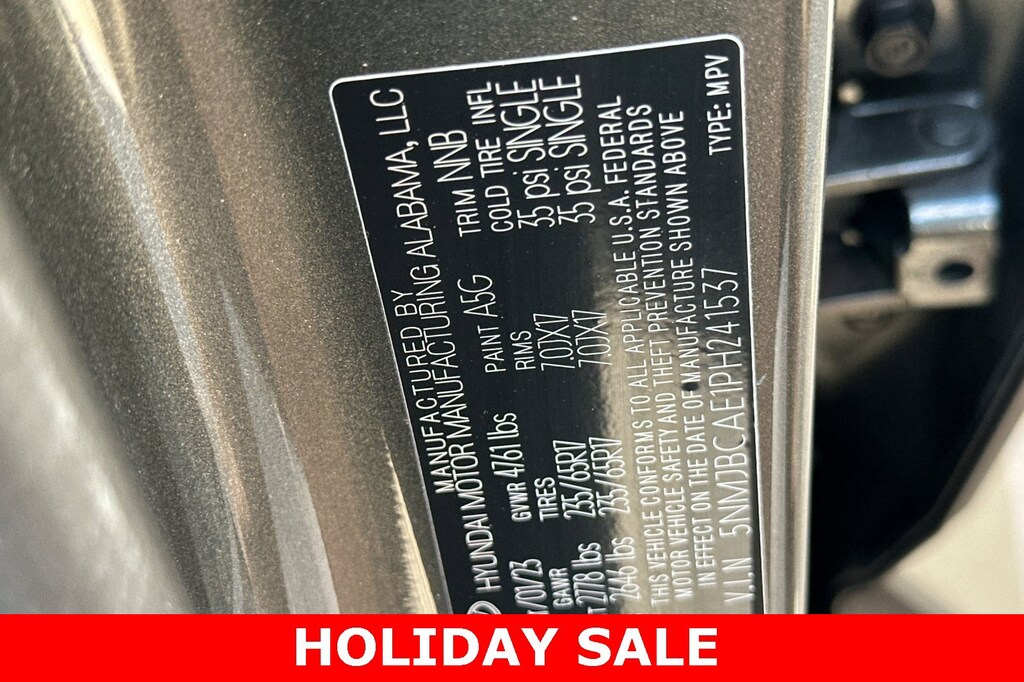 MANUFACTURED BY
HYUNDAI MOTOR MANUFACTURING ALABAMA, LLC
/01/23 GVWR 4761 lbs PAINT A5G TRIM NNB
GAWR TIRES RIMS COLD TIRE INFL
2778 lbs 235/65R17 7.0JX17 35 psi SINGLE
2646 lbs 235/65R17 7.0JX17 35 psi SINGLE
THIS VEHICLE CONFORMS TO ALL APPLICABLE U.S.A. FEDERAL
MOTOR VEHICLE SAFETY AND THEFT PREVENTION STANDARDS
IN EFFECT ON THE DATE OF MANUFACTURE SHOWN ABOVE
V.I.N 5NMJBCAE1PH241537 TYPE: MPV
HOLIDAY SALE